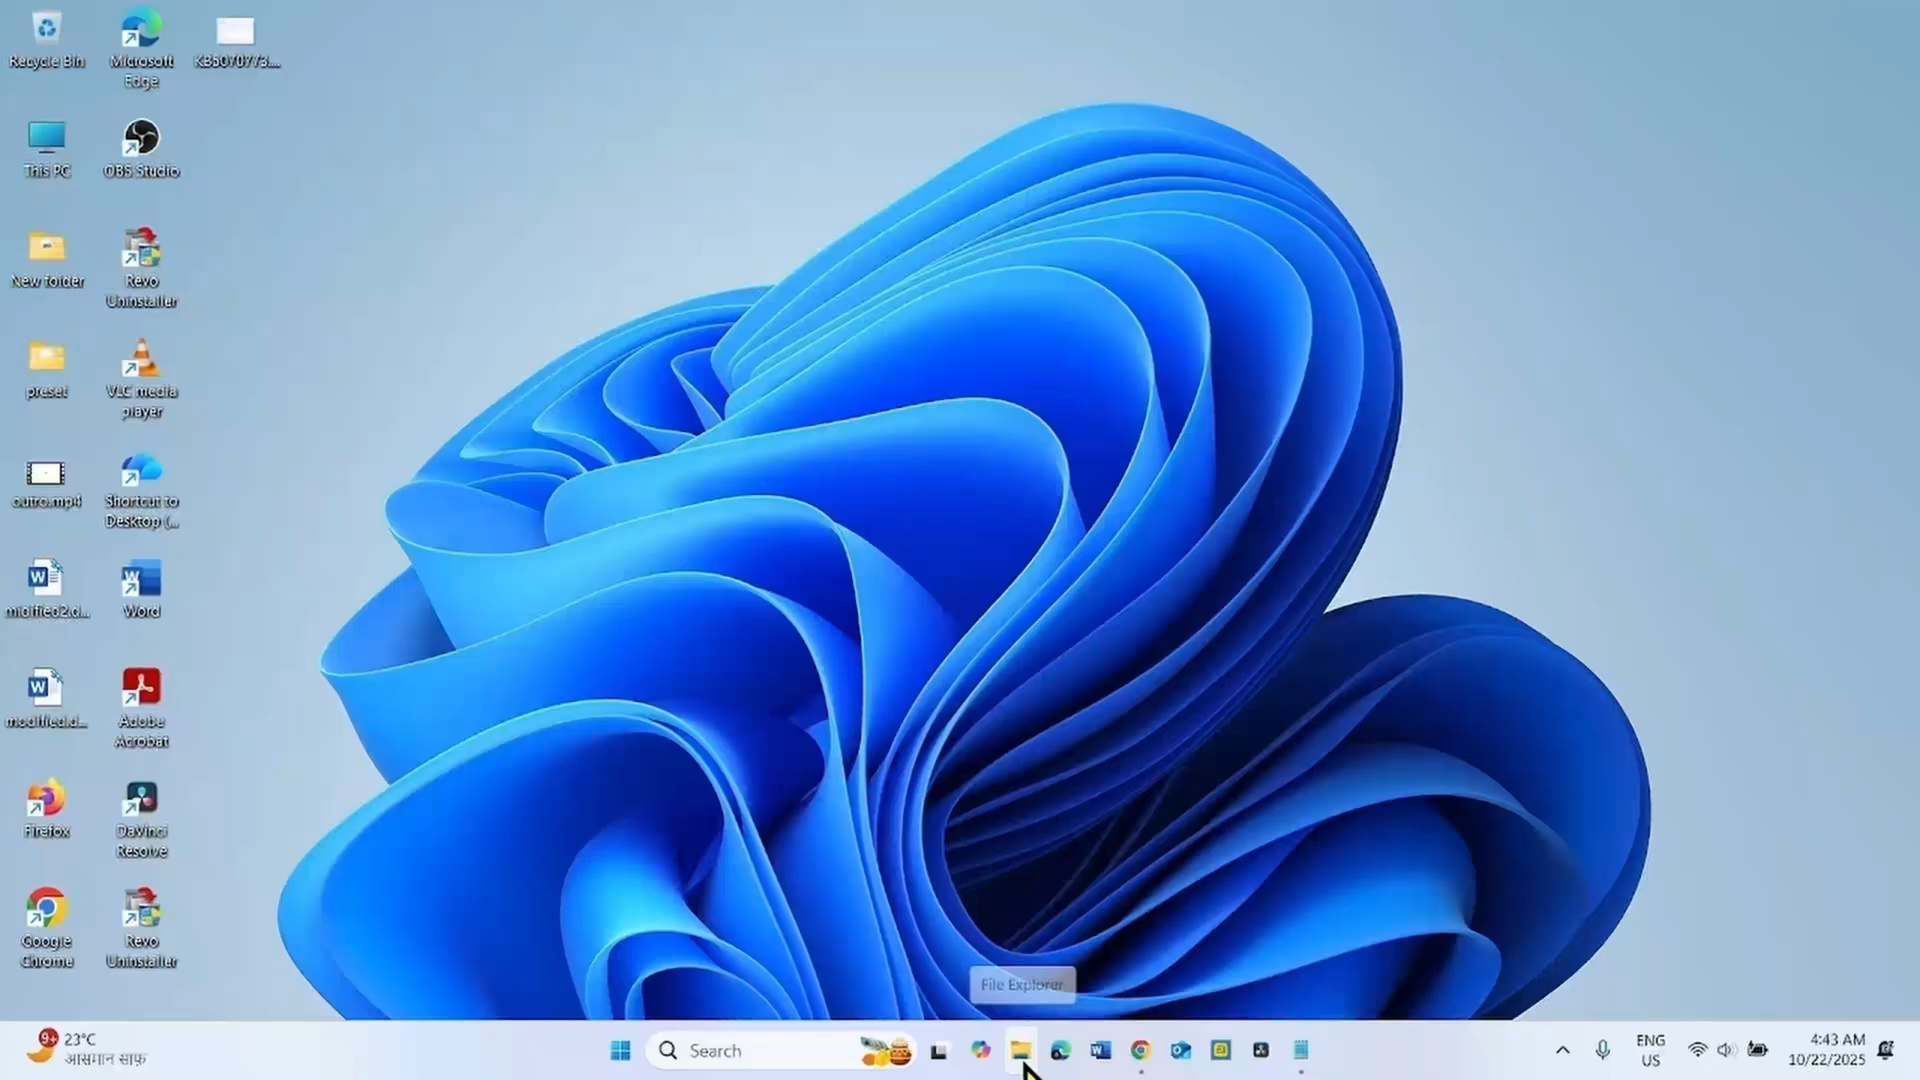 Recycle Bin
Microsoft
Edge
KB5070773...
This PC
OBS Studio
New folder
Revo
Uninstaller
preset
VLC media
player
outro.mp4
Shortcut to
Desktop (...
Word
modified.d...
Adobe
Acrobat
Firefox
DaVinci
Resolve
Google
Chrome
Revo
Uninstaller
File Explorer
9+
23°C
आसमान साफ़
Search
ENG
US
4:43 AM
10/22/2025